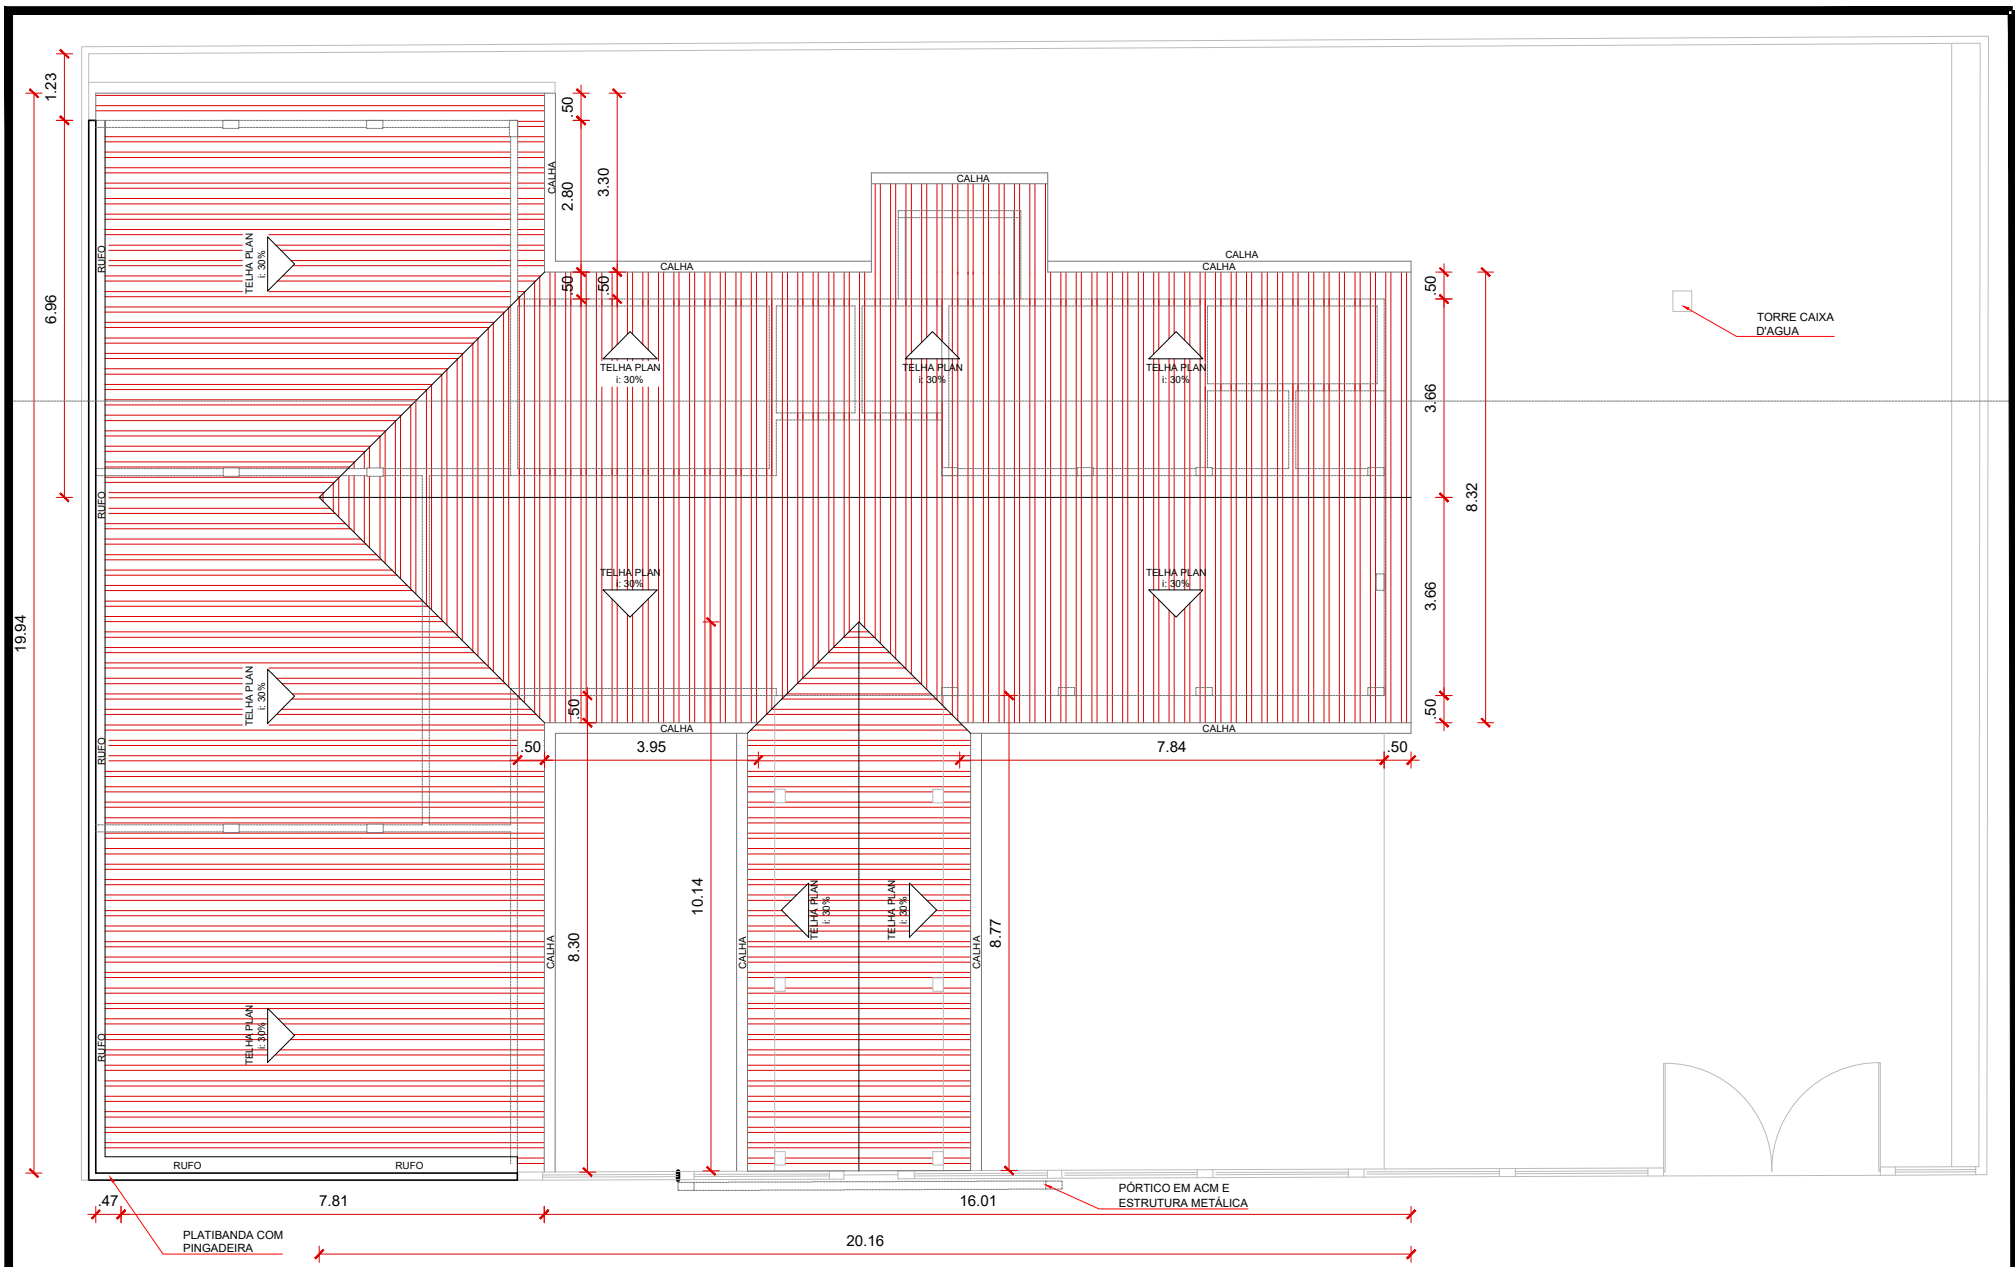 1.23
.50
CALHA
2.80
3.30
CALHA
6.96
RUFO
TELHA PLAN
i: 30%
CALHA
.50
.50
CALHA
CALHA
.50
TORRE CAIXA
D'AGUA
TELHA PLAN
i: 30%
TELHA PLAN
i: 30%
TELHA PLAN
i: 30%
3.66
8.32
RUFO
19.94
TELHA PLAN
i: 30%
TELHA PLAN
i: 30%
3.66
TELHA PLAN
i: 30%
.50
.50
CALHA
CALHA
RUFO
.50
3.95
7.84
.50
10.14
TELHA PLAN
i: 30%
TELHA PLAN
i: 30%
CALHA
8.30
CALHA
CALHA
8.77
RUFO
TELHA PLAN
i: 30%
RUFO
RUFO
.47
7.81
16.01
PÓRTICO EM ACM E
ESTRUTURA METÁLICA
PLATIBANDA COM
PINGADEIRA
20.16